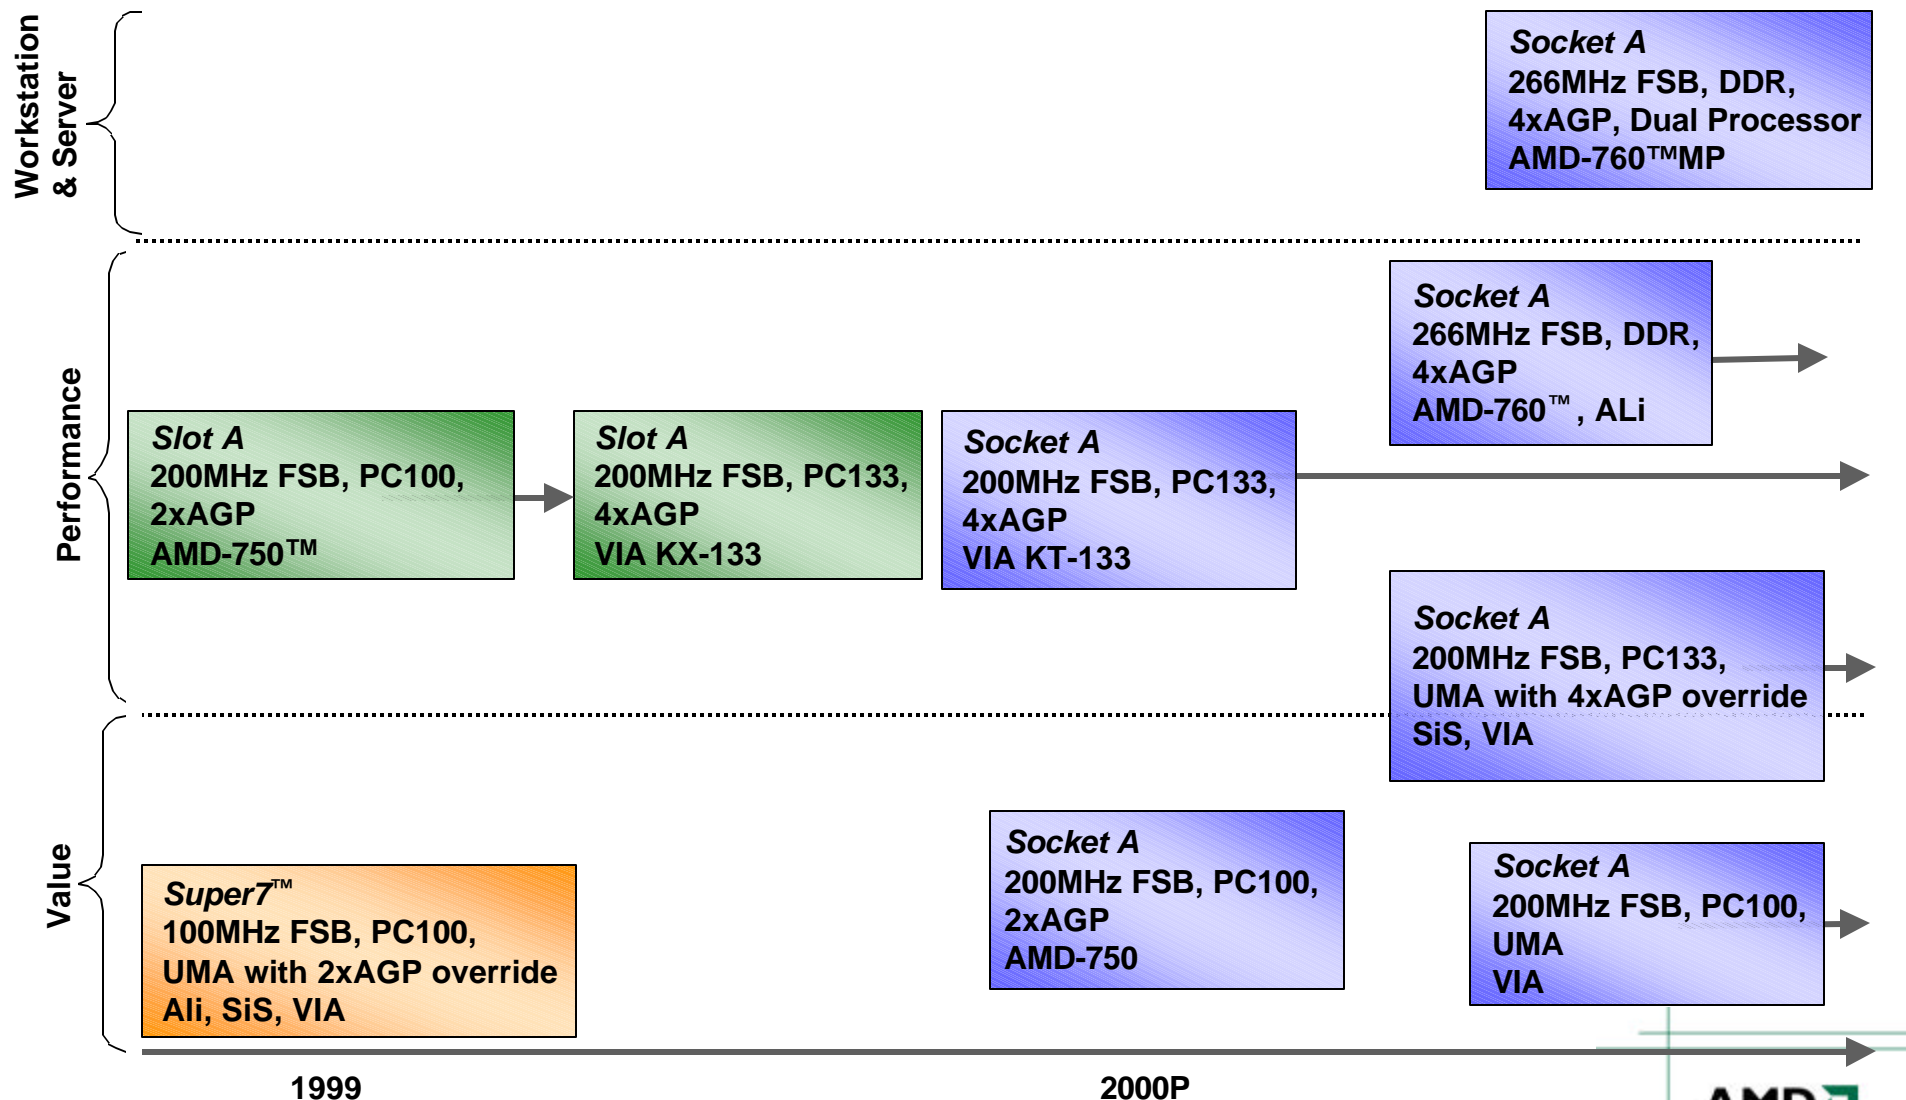 Workstation
& Server
Socket A
266MHz FSB, DDR,
4xAGP, Dual Processor
AMD-760™MP
Performance
Socket A
266MHz FSB, DDR,
4xAGP
AMD-760™, ALi
Slot A
200MHz FSB, PC100,
2xAGP
AMD-750™
Slot A
200MHz FSB, PC133,
4xAGP
VIA KX-133
Socket A
200MHz FSB, PC133,
4xAGP
VIA KT-133
Socket A
200MHz FSB, PC133,
UMA with 4xAGP override
SiS, VIA
Value
Super7™
100MHz FSB, PC100,
UMA with 2xAGP override
Ali, SiS, VIA
Socket A
200MHz FSB, PC100,
2xAGP
AMD-750
Socket A
200MHz FSB, PC100,
UMA
VIA
1999
2000P
AMD